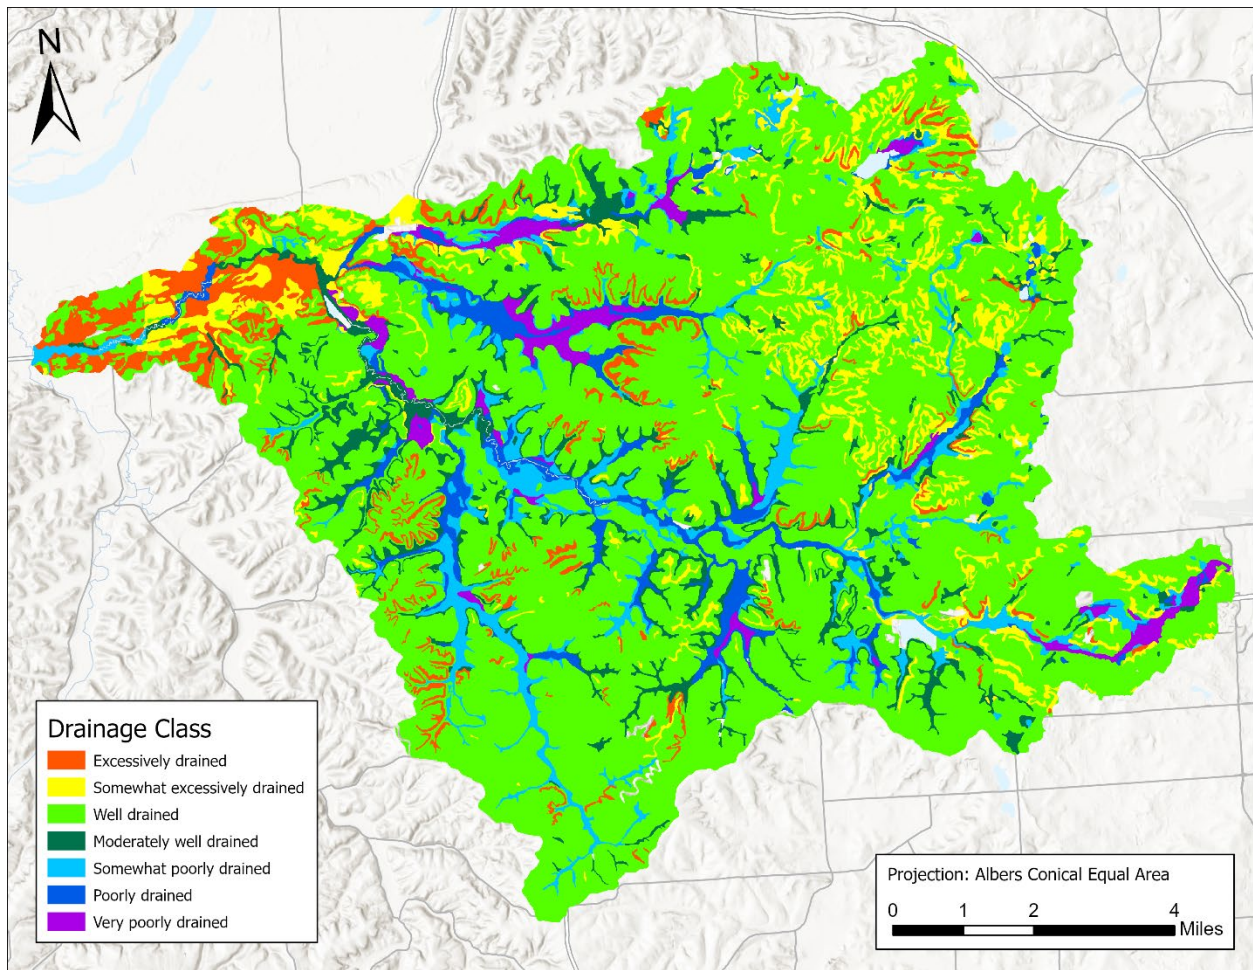 N
Drainage Class
Excessively drained
Somewhat excessively drained
Well drained
Moderately well drained
Somewhat poorly drained
Poorly drained
Very poorly drained
Projection: Albers Conical Equal Area
0 1 2 4
Miles